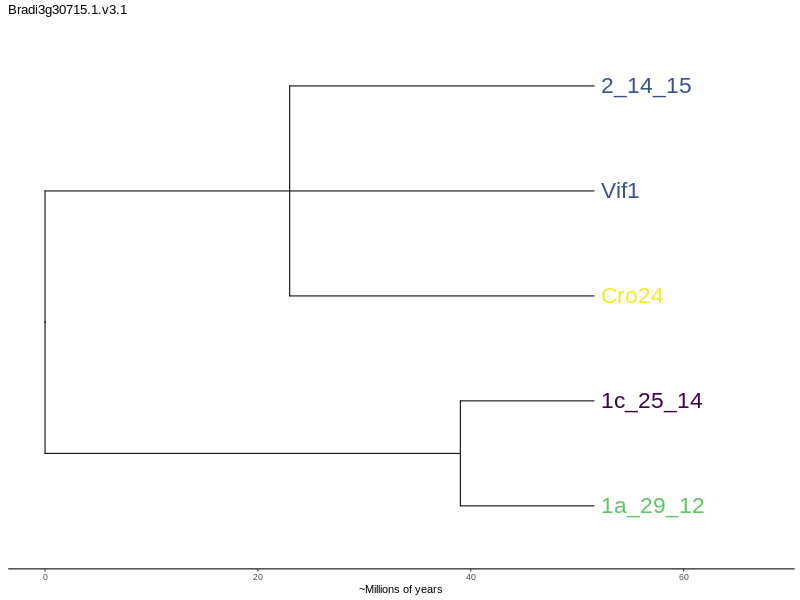 Bradi3g30715.1.v3.1
2_14_15
Vif1
Cro24
1c_25_14
1a_29_12
0 20 40 60
~Millions of years